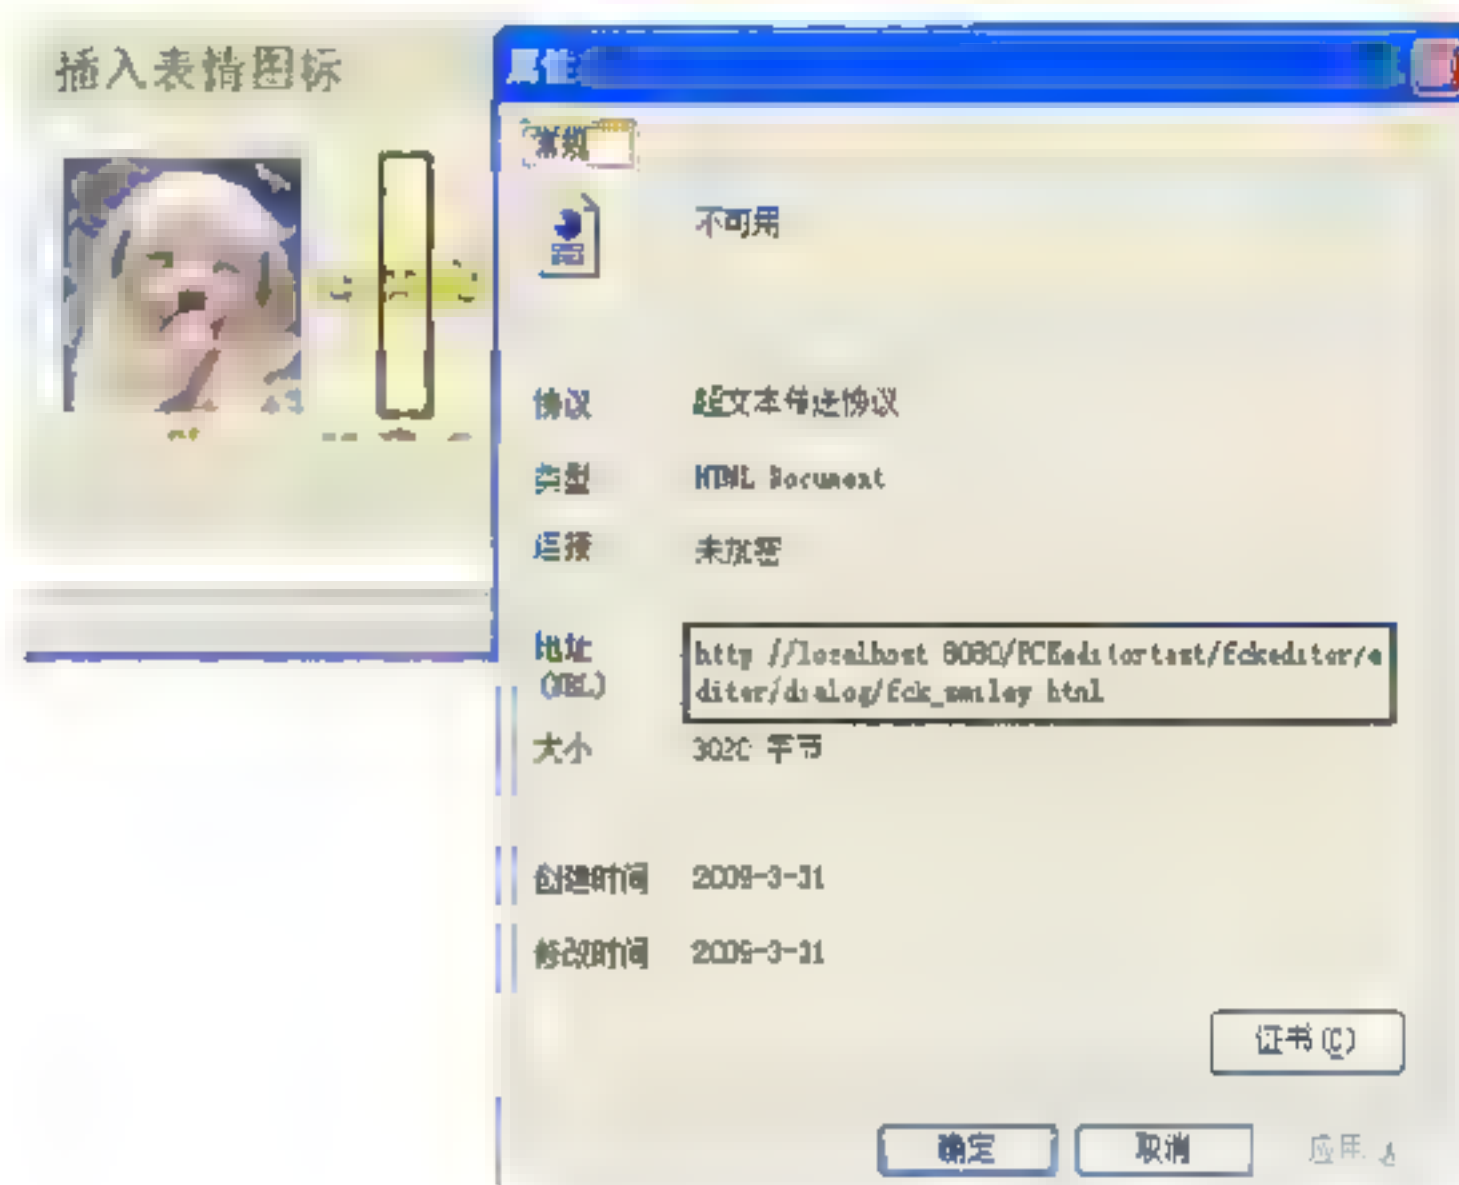 插入表情图标
属性
常规
不可用
协议 超文本传送协议
类型 HTML Document
连接 未加密
地址 http //localhost 8080/FCKeditortest/fckeditor/e
(URL) ditor/dialog/fck_smiley html
大小 3020 字节
创建时间 2009-3-31
修改时间 2009-3-31
证书(C)
确定 取消 应用